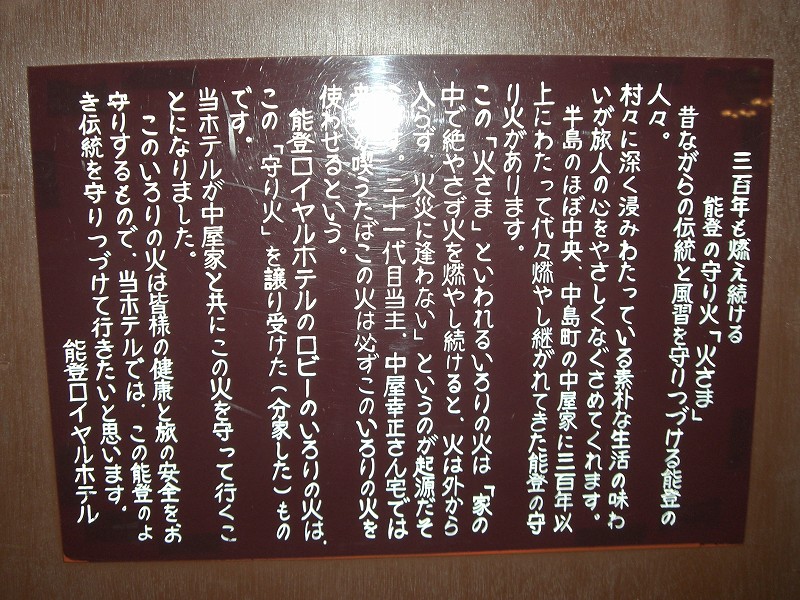 三百年も燃え続ける
能登の守り火「火さま」
昔ながらの伝統と風習を守りつづける能登の
人々。
村々に深く浸みわたっている素朴な生活の味わ
いが旅人の心をやさしくなぐさめてくれます。
半島のほぼ中央、中島町の中屋家に三百年以
上にわたって代々燃やし継がれてきた能登の守
り火があります。
この「火さま」といわれるいろりの火は「家の
中で絶やさず火を燃やし続けると、火は外から
入らず、火災に逢わない」というのが起源だそ
二十一代目当主、中屋幸正さん宅では
喫うたばこの火は必ずこのいろりの火を
使わせるという。
能登ロイヤルホテルのロビーのいろりの火は、
この「守り火」を譲り受けた(分家した)もの
です。
当ホテルが中屋家と共にこの火を守って行くこ
とになりました。
このいろりの火は皆様の健康と旅の安全をお
守りするもので、当ホテルでは、この能登のよ
き伝統を守りつづけて行きたいと思います。
能登ロイヤルホテル